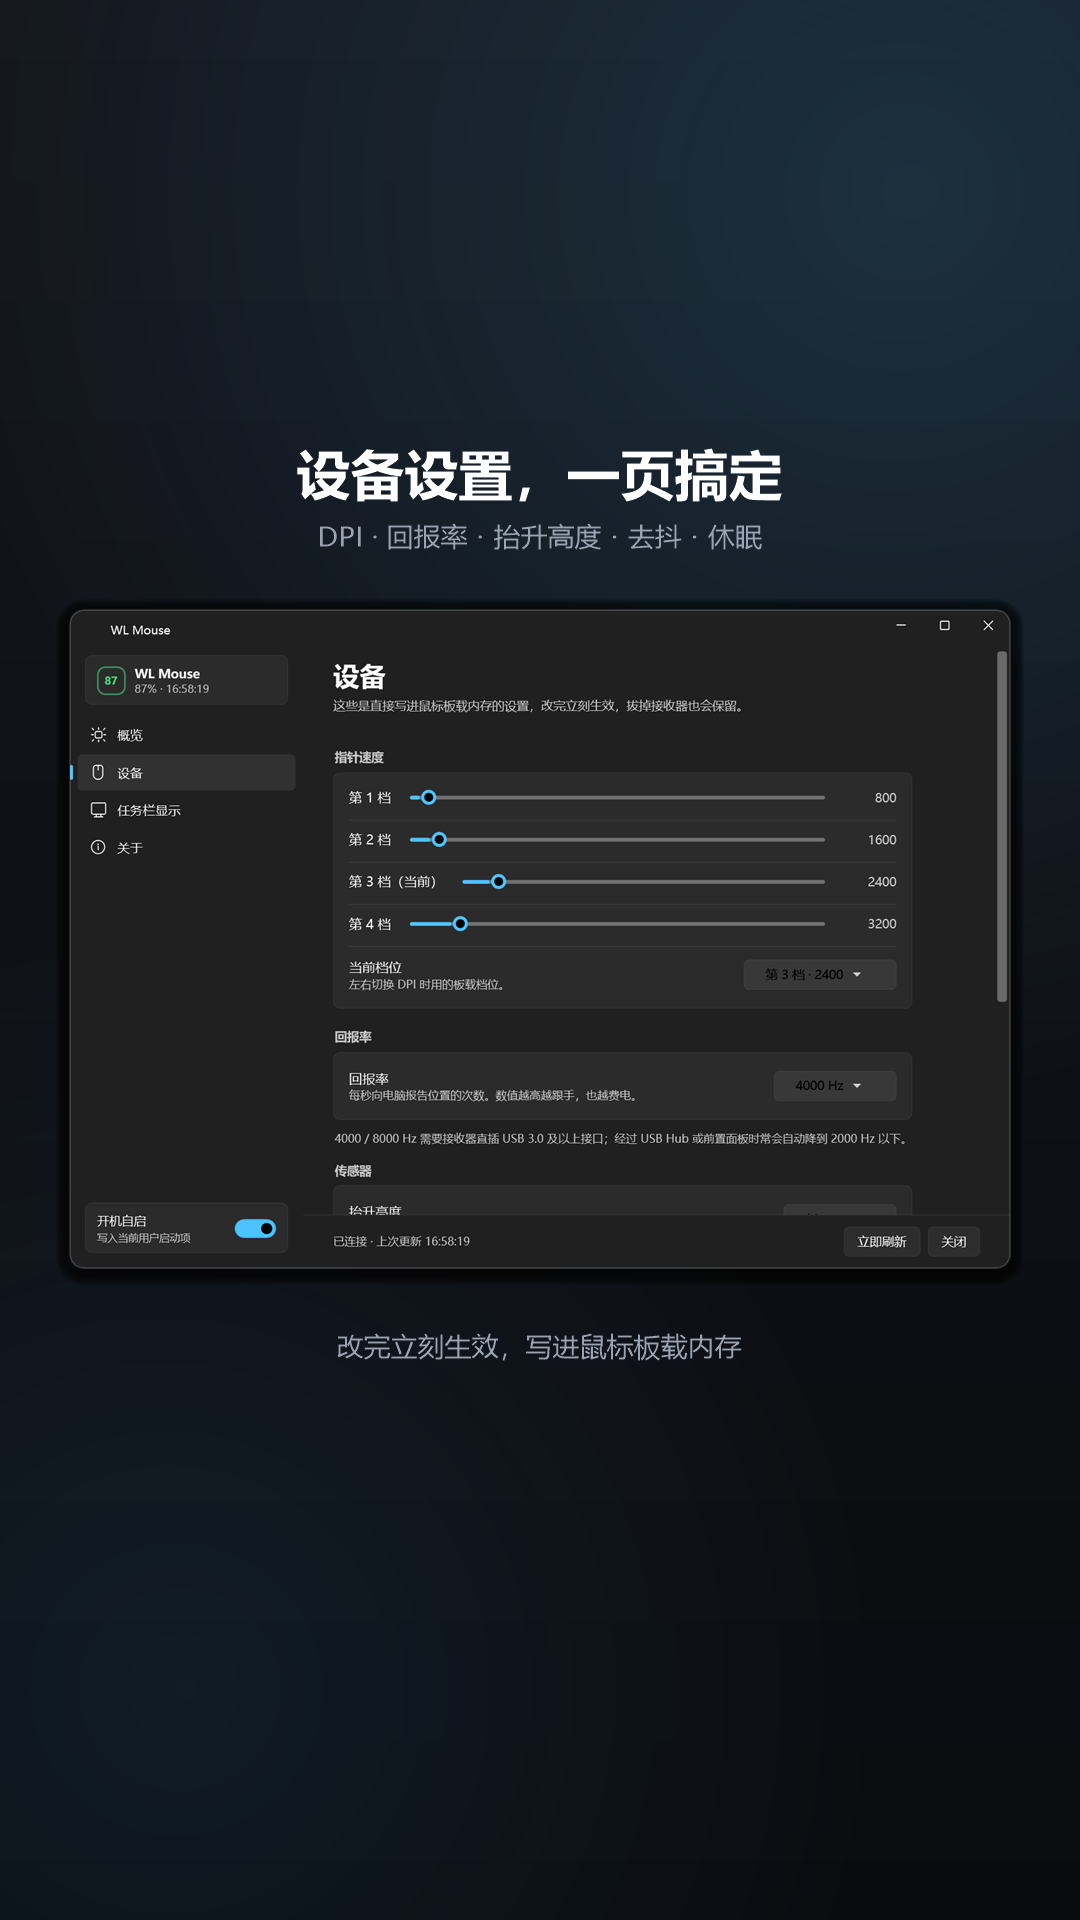 设备设置，一页搞定
DPI · 回报率 · 抬升高度 · 去抖 · 休眠
WL Mouse
87
WL Mouse
87% · 16:58:19
概览
设备
任务栏显示
关于
开机自启
写入当前用户启动项
设备
这些是直接写进鼠标板载内存的设置，改完立刻生效，拔掉接收器也会保留。
指针速度
第 1 档 800
第 2 档 1600
第 3 档（当前） 2400
第 4 档 3200
当前档位
左右切换 DPI 时用的板载档位。
第 3 档 · 2400
回报率
回报率
每秒向电脑报告位置的次数。数值越高越跟手，也越费电。
4000 Hz
4000 / 8000 Hz 需要接收器直插 USB 3.0 及以上接口；经过 USB Hub 或前置面板时常会自动降到 2000 Hz 以下。
传感器
抬升高度
已连接 · 上次更新 16:58:19
立即刷新
关闭
改完立刻生效，写进鼠标板载内存